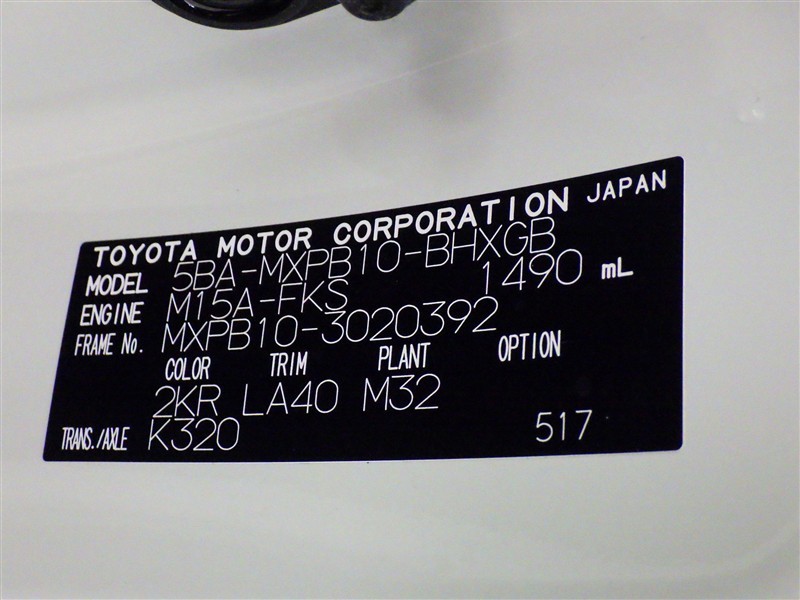 TOYOTA MOTOR CORPORATION JAPAN
MODEL 5BA-MXPB10-BHXGB
ENGINE M15A-FKS 1490 mL
FRAME No. MXPB10-3020392
COLOR TRIM PLANT OPTION
2KR LA40 M32
TRANS./AXLE K320 517